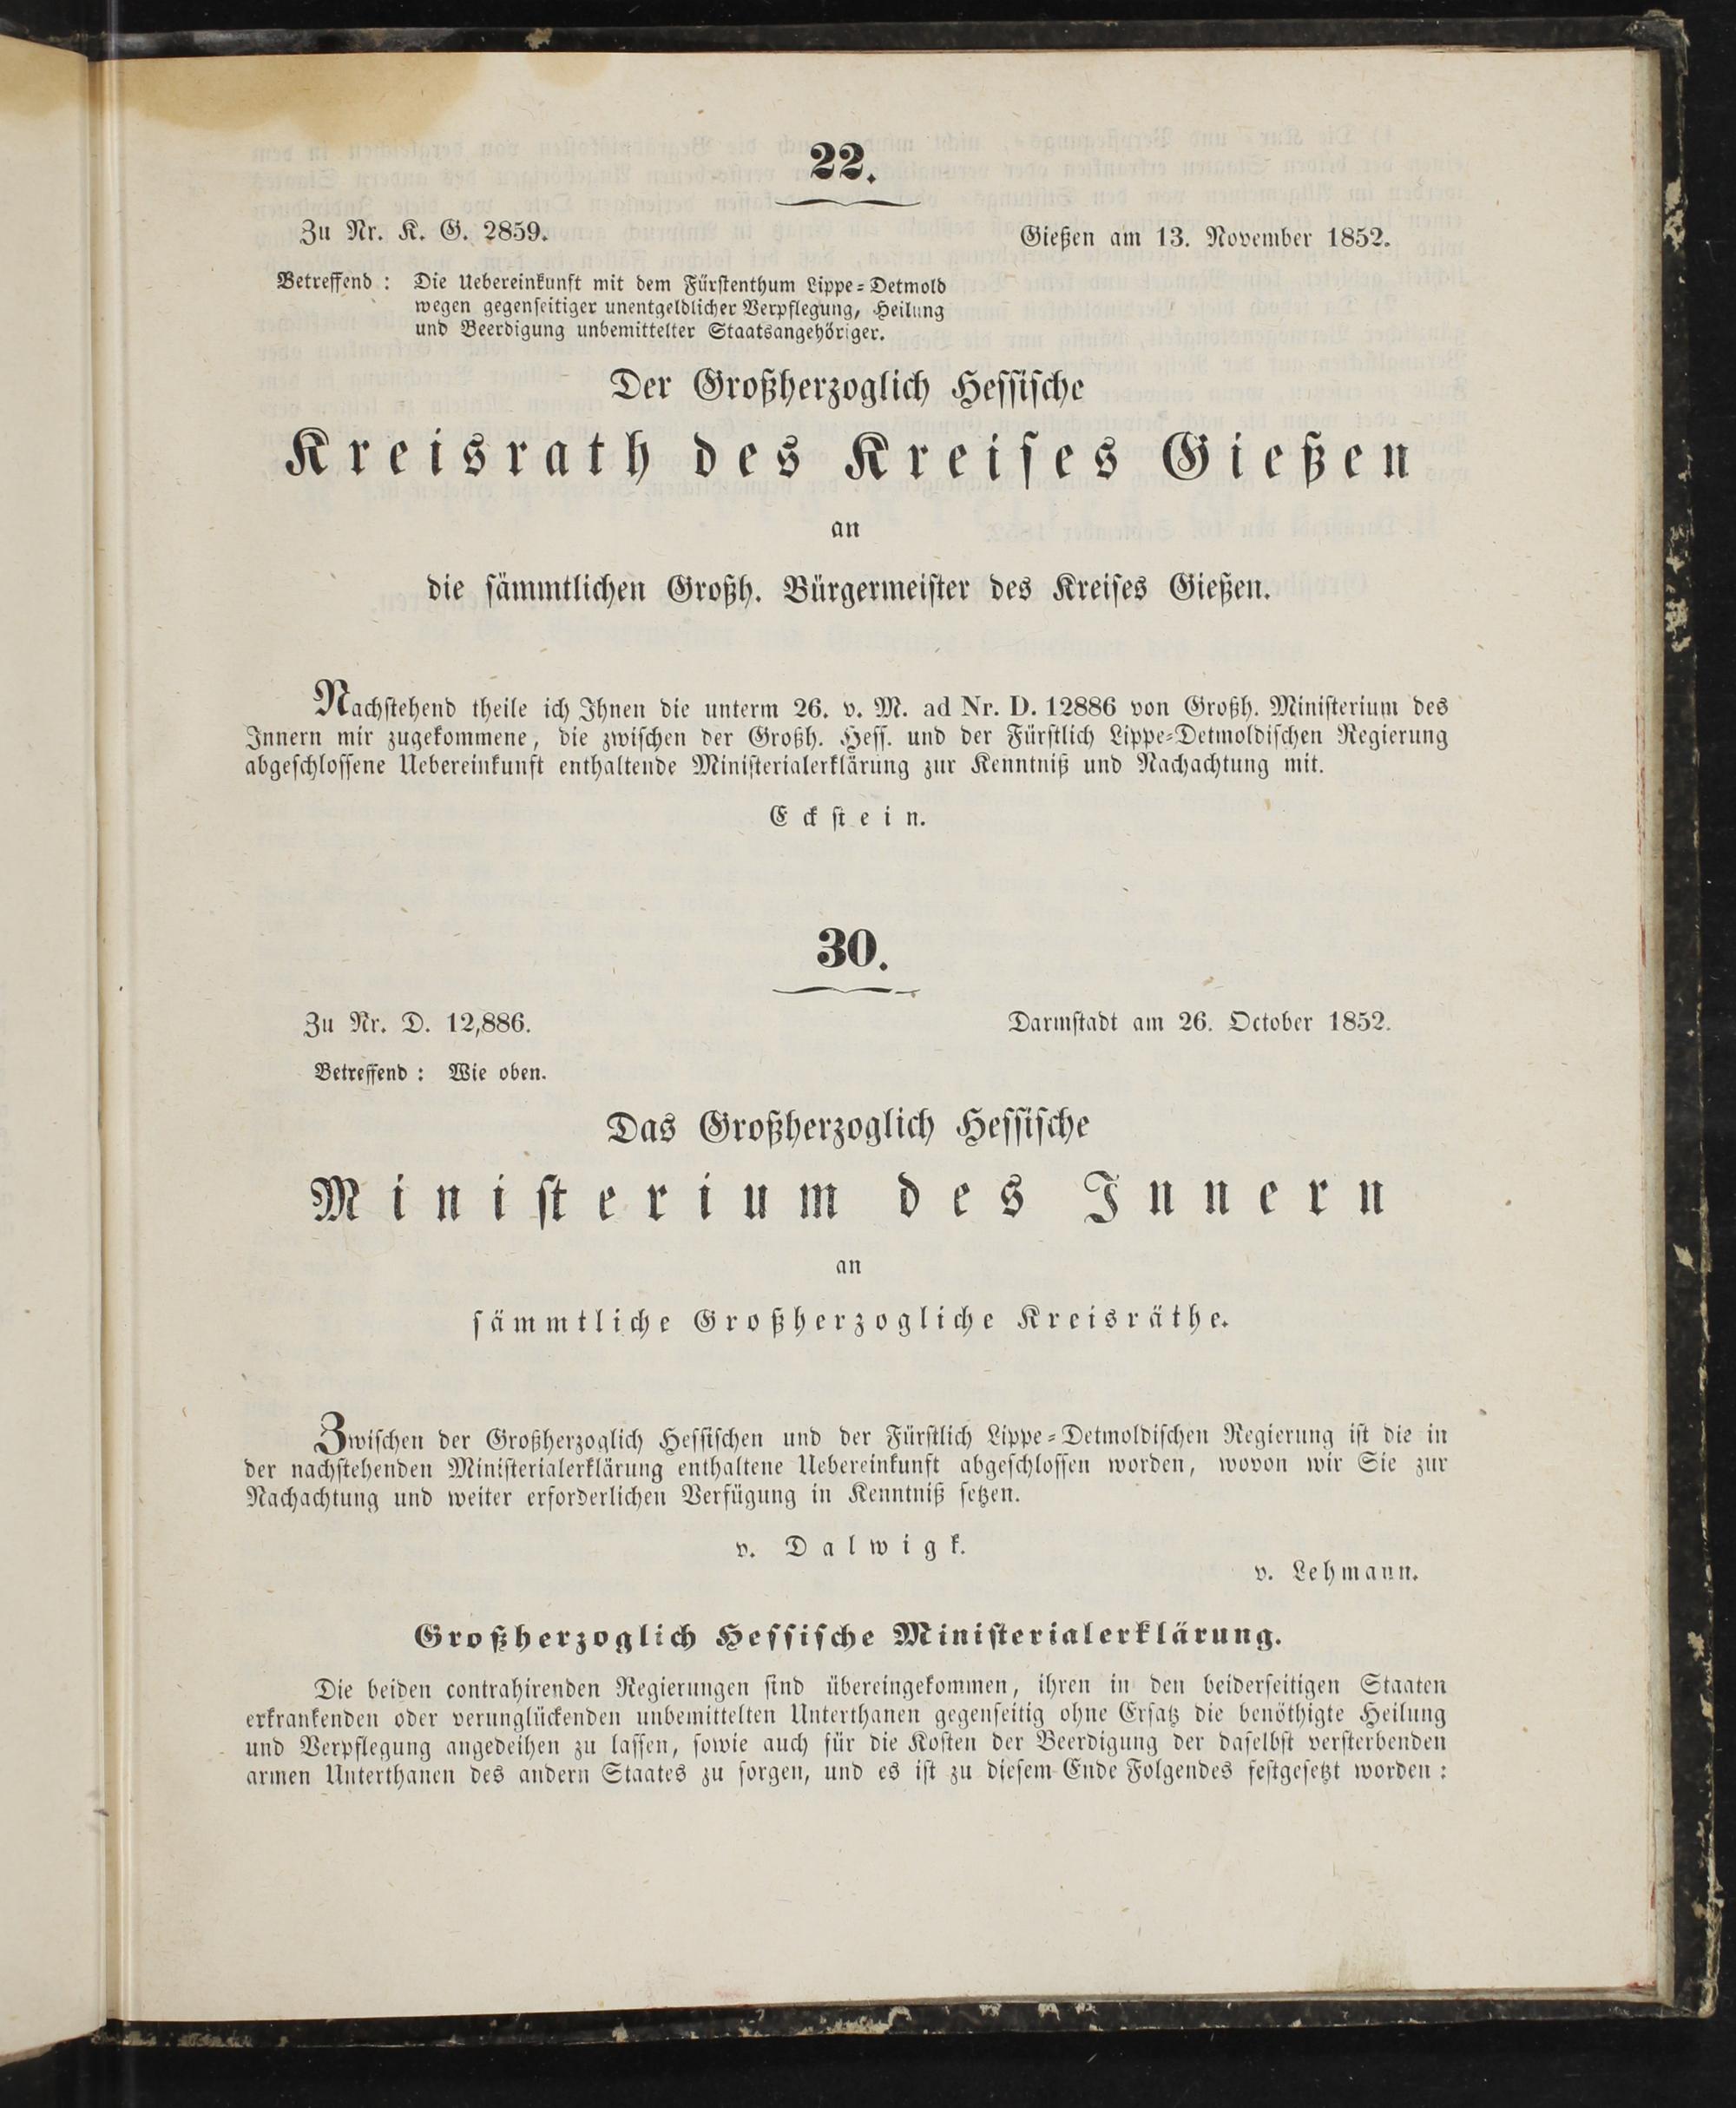 22.
Zu Nr. K. G. 2859.
Gießen am 13. November 1852.
Betreffend: Die Uebereinkunft mit dem Fürstenthum Lippe-Detmold
wegen gegenseitiger unentgeldlicher Verpflegung, Heilung
und Beerdigung unbemittelter Staatsangehöriger.
Der Großherzoglich Hessische
Kreisrath des Kreises Gießen
an
die sämmtlichen Großh. Bürgermeister des Kreises Gießen.
Nachstehend theile ich Ihnen die unterm 26. v. M. ad Nr. D. 12886 von Großh. Ministerium des
Innern mir zugekommene, die zwischen der Großh. Hess. und der Fürstlich Lippe-Detmoldischen Regierung
abgeschlossene Uebereinkunft enthaltende Ministerialerklärung zur Kenntniß und Nachachtung mit.
Eckstein.
30.
Zu Nr. D. 12,886.
Darmstadt am 26. October 1852.
Betreffend: Wie oben.
Das Großherzoglich Hessische
Ministerium des Innern
an
sämmtliche Großherzogliche Kreisräthe.
Zwischen der Großherzoglich Hessischen und der Fürstlich Lippe-Detmoldischen Regierung ist die in
der nachstehenden Ministerialerklärung enthaltene Uebereinkunft abgeschlossen worden, wovon wir Sie zur
Nachachtung und weiter erforderlichen Verfügung in Kenntniß setzen.
v. Dalwigk.
v. Lehmann.
Großherzoglich Hessische Ministerialerklärung.
Die beiden contrahirenden Regierungen sind übereingekommen, ihren in den beiderseitigen Staaten
erkrankenden oder verunglückenden unbemittelten Unterthanen gegenseitig ohne Ersatz die benöthigte Heilung
und Verpflegung angedeihen zu lassen, sowie auch für die Kosten der Beerdigung der daselbst versterbenden
armen Unterthanen des andern Staates zu sorgen, und es ist zu diesem Ende Folgendes festgesetzt worden: